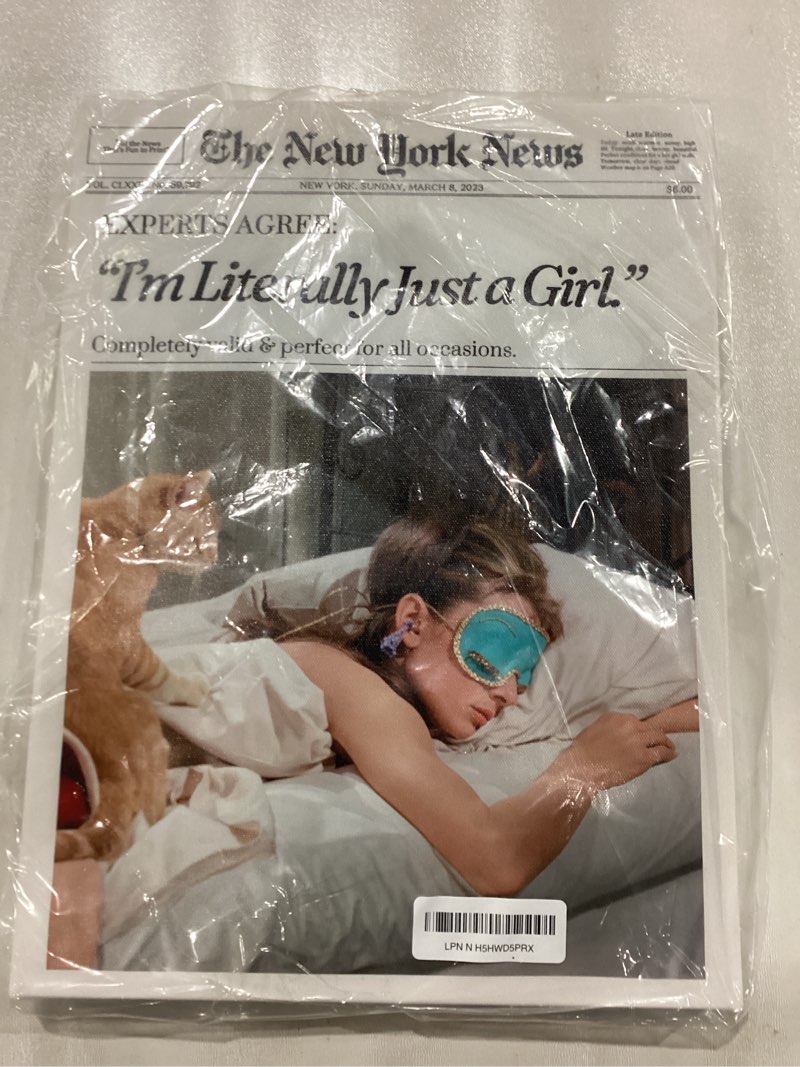 The New York News
Late Edition
NEW YORK, SUNDAY, MARCH 8, 2023
$6.00
EXPERTS AGREE:
“I'm Literally Just a Girl.”
Completely valid & perfect for all occasions.
LPN N H5HWD5PRX